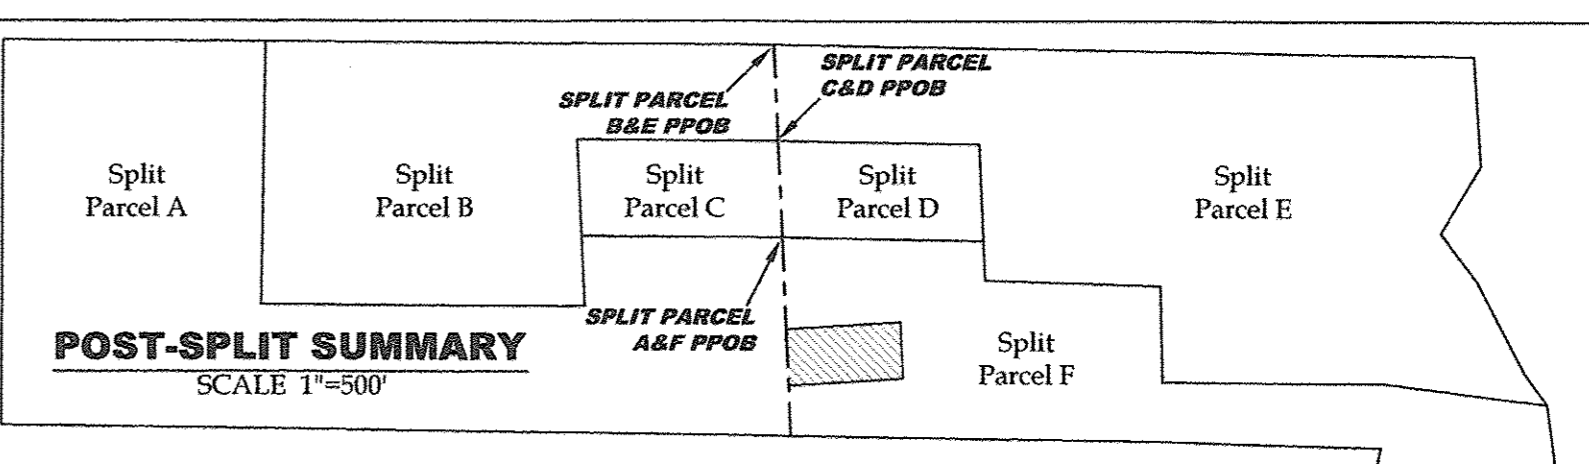 SPLIT PARCEL
C&D PPOB
SPLIT PARCEL
B&E PPOB
Split
Parcel A
Split
Parcel B
Split
Parcel C
Split
Parcel D
Split
Parcel E
SPLIT PARCEL
A&F PPOB
POST-SPLIT SUMMARY
SCALE 1"=500'
Split
Parcel F